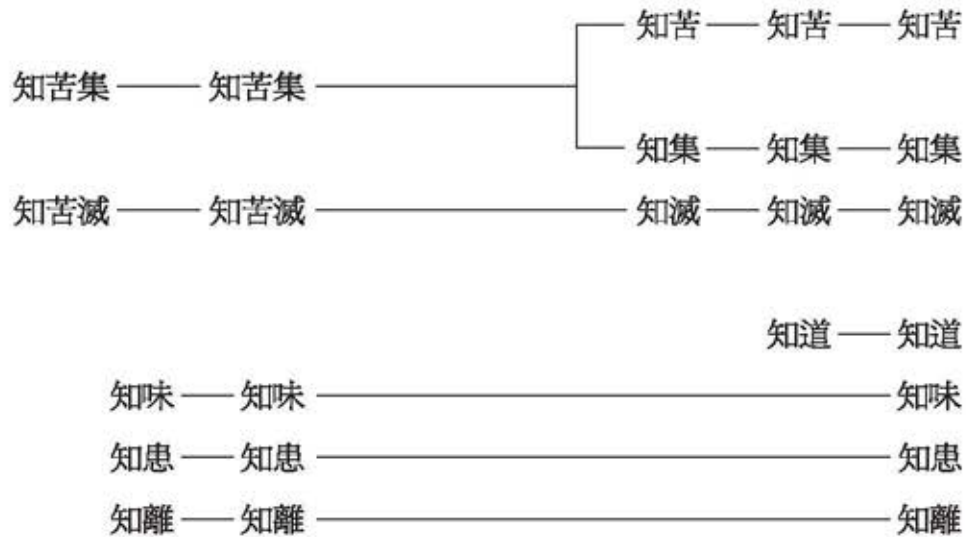 知苦 知苦 知苦
知苦集 知苦集
知集 知集 知集
知苦滅 知苦滅 知滅 知滅 知滅
知道 知道
知味 知味 知味
知患 知患 知患
知離 知離 知離